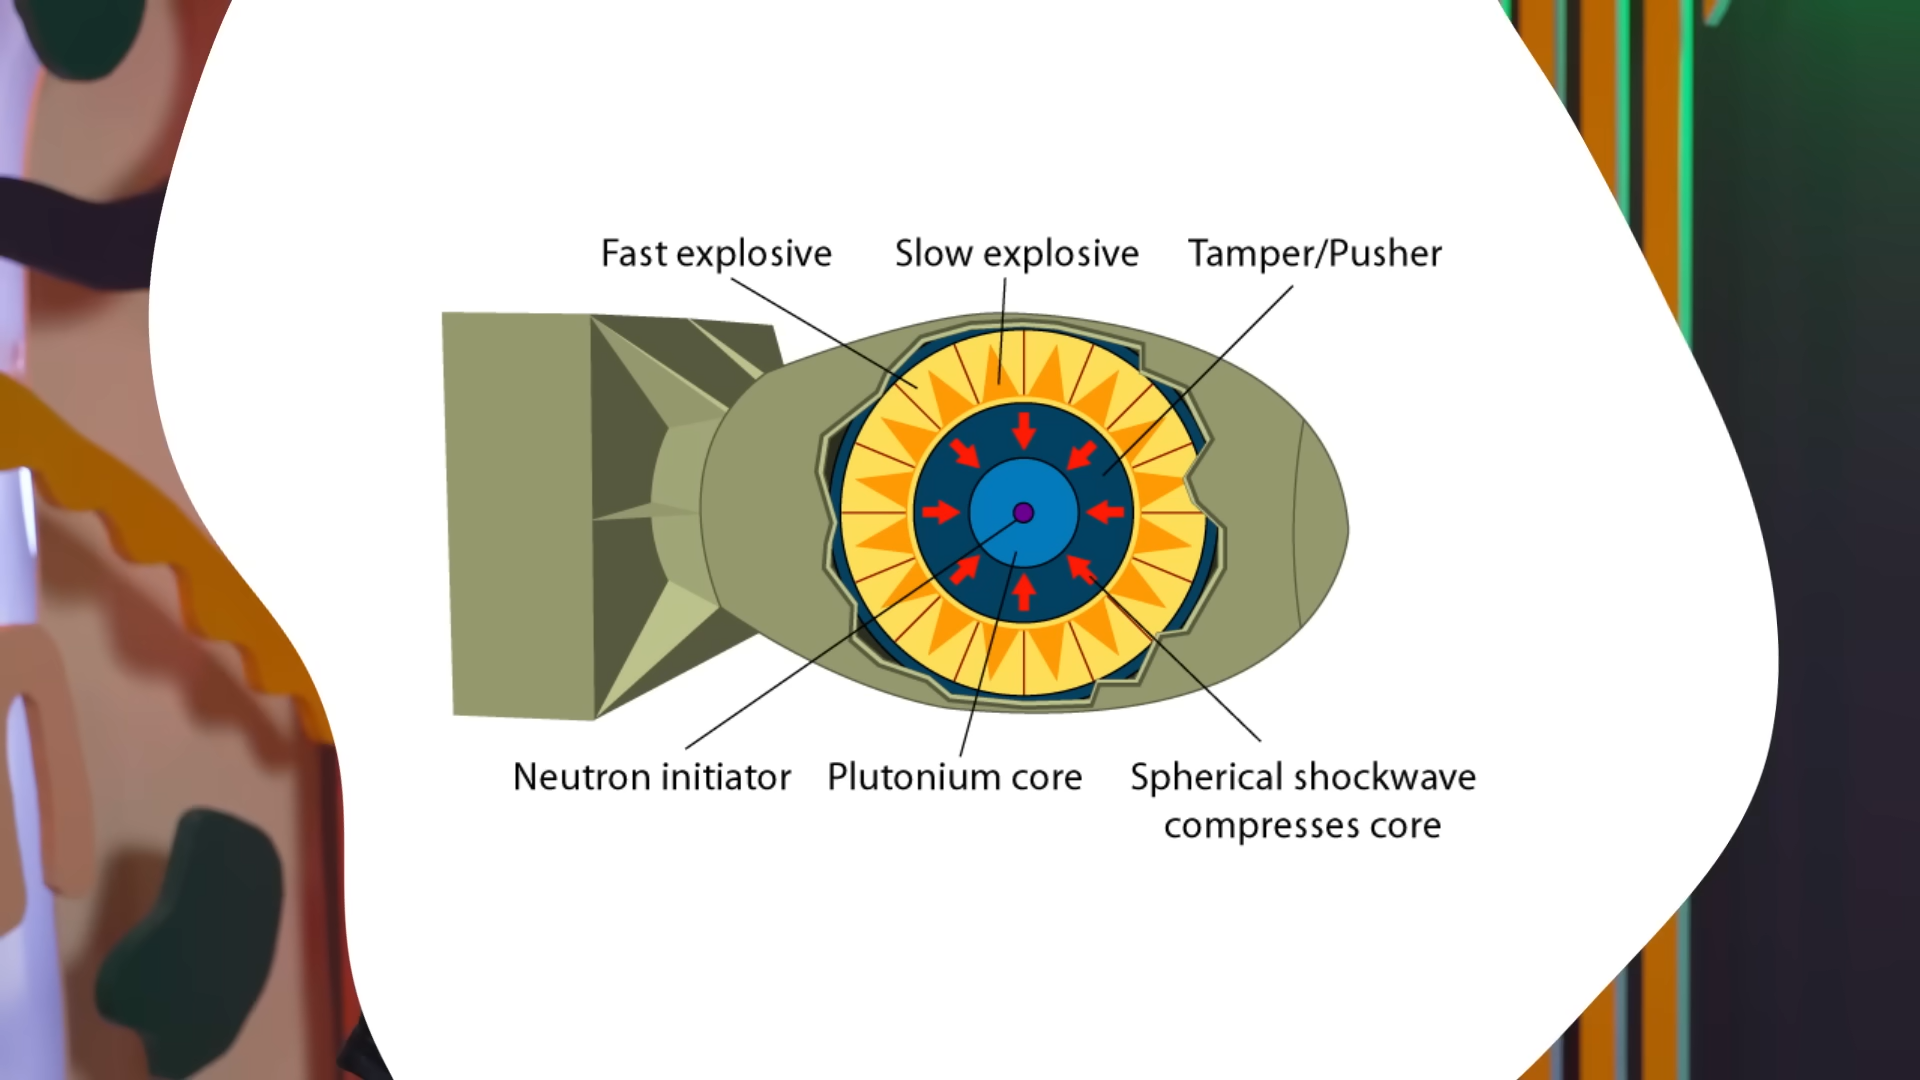 Fast explosive
Slow explosive
Tamper/Pusher
Neutron initiator
Plutonium core
Spherical shockwave
compresses core